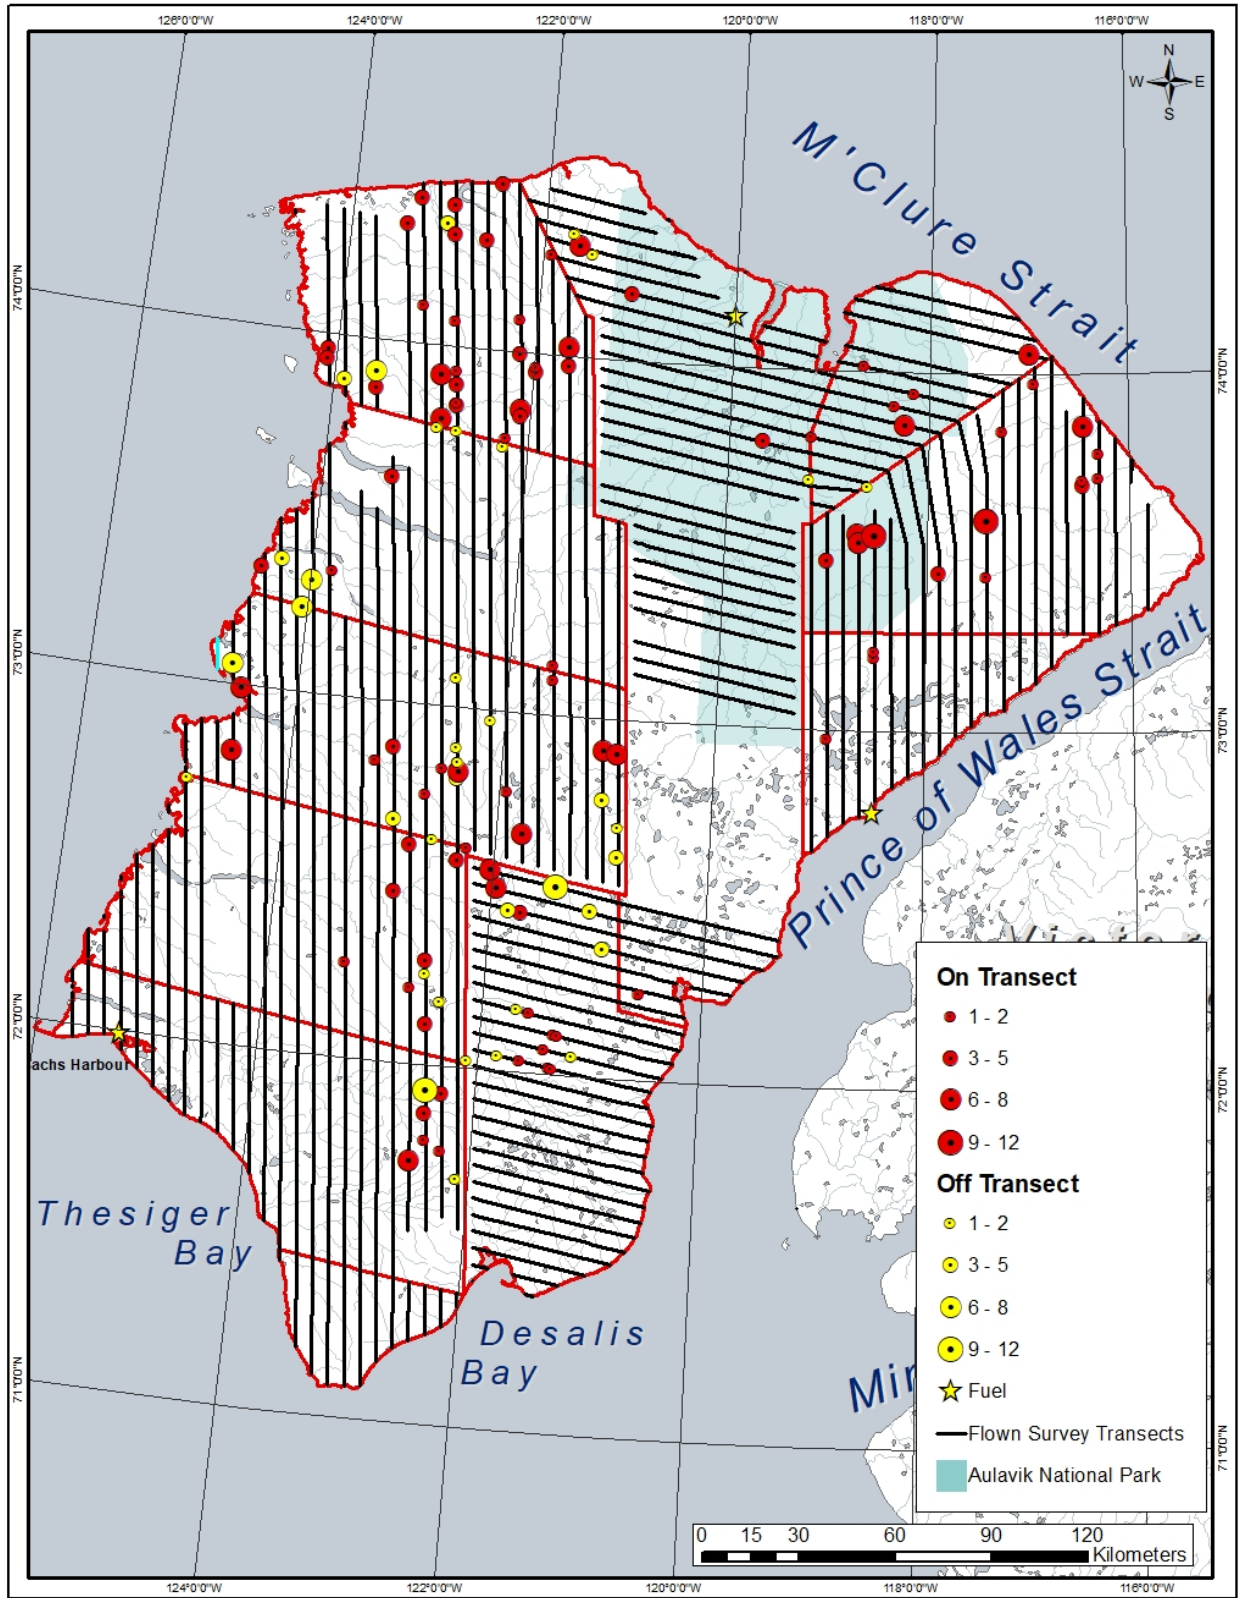 126°0'0"W
124°0'0"W
122°0'0"W
120°0'0"W
118°0'0"W
116°0'0"W
N
W
E
S
M'Clure Strait
74°0'0"N
74°0'0"N
73°0'0"N
73°0'0"N
Prince of Wales Strait
72°0'0"N
72°0'0"N
achs Harbour
Thesiger
Bay
Desalis
Bay
71°0'0"N
71°0'0"N
On Transect
1 - 2
3 - 5
6 - 8
9 - 12
Off Transect
1 - 2
3 - 5
6 - 8
9 - 12
Fuel
Flown Survey Transects
Aulavik National Park
0 15 30 60 90 120
Kilometers
124°0'0"W
122°0'0"W
120°0'0"W
118°0'0"W
116°0'0"W